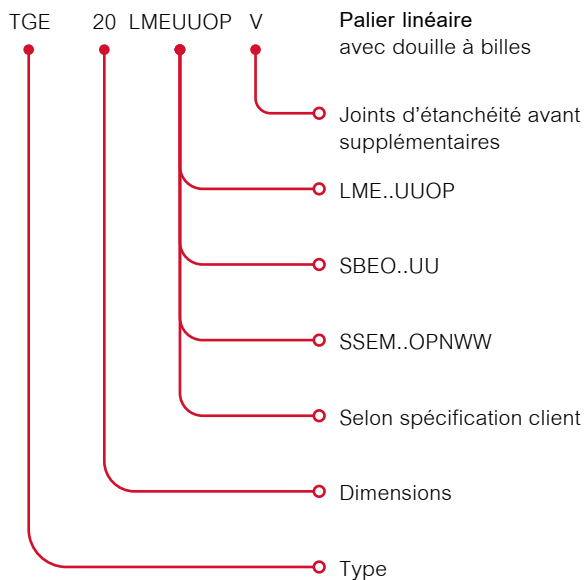 TGE 20 LMEUUOP V
Palier linéaire
avec douille à billes
Joints d'étanchéité avant
supplémentaires
LME..UUOP
SBEO..UU
SSEM..OPNWW
Selon spécification client
Dimensions
Type